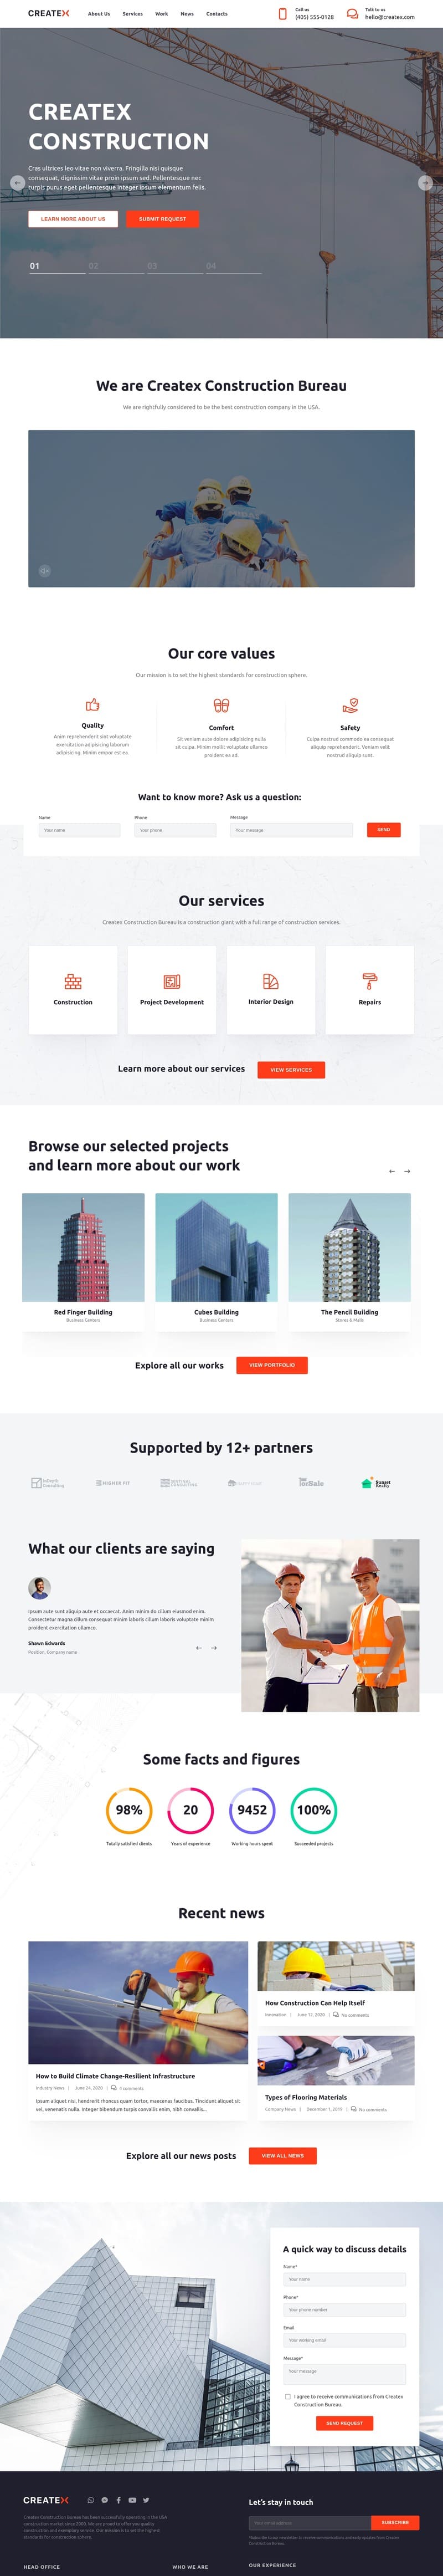 CREATEX
About Us Services Work News Contacts
Call us
(405) 555-0128
Talk to us
hello@createx.com
CREATEX
CONSTRUCTION
Cras ultrices leo vitae non viverra. Fringilla nisi quisque
consequat, dignissim vitae proin ipsum sed. Pellentesque nec
turpis purus eget pellentesque integer ipsum elementum felis.
LEARN MORE ABOUT US SUBMIT REQUEST
01 02 03 04
We are Createx Construction Bureau
We are rightfully considered to be the best construction company in the USA.
Our core values
Our mission is to set the highest standards for construction sphere.
Quality
Anim reprehenderit sint voluptate
exercitation adipisicing laborum
adipisicing. Minim empor est ea.
Comfort
Sit veniam aute dolore adipisicing nulla
sit culpa. Minim mollit voluptate ullamco
proident ea ad.
Safety
Culpa nostrud commodo ea consequat
aliquip reprehenderit. Veniam velit
nostrud aliquip sunt.
Want to know more? Ask us a question:
Name Phone Message
Your name Your phone Your message SEND
Our services
Createx Construction Bureau is a construction giant with a full range of construction services.
Construction
Project Development
Interior Design
Repairs
Learn more about our services VIEW SERVICES
Browse our selected projects
and learn more about our work
Red Finger Building
Business Centers
Cubes Building
Business Centers
The Pencil Building
Stores & Malls
Explore all our works VIEW PORTFOLIO
Supported by 12+ partners
forSale
Sunset
Realty
What our clients are saying
Ipsum aute sunt aliquip aute et occaecat. Anim minim do cillum eiusmod enim.
Consectetur magna cillum consequat minim laboris cillum laboris voluptate minim
proident exercitation ullamco.
Shawn Edwards
Position, Company name
Some facts and figures
98% 20 9452 100%
Totally satisfied clients Years of experience Working hours spent Succeeded projects
Recent news
How to Build Climate Change-Resilient Infrastructure
Industry News | June 24, 2020 | 4 comments
Ipsum aliquet nisi, hendrerit rhoncus quam tortor, maecenas faucibus. Tincidunt aliquet sit
vel, venenatis nulla. Integer bibendum turpis convallis enim, nibh convallis...
How Construction Can Help Itself
Innovation | June 12, 2020 | No comments
Types of Flooring Materials
Company News | December 1, 2019 | No comments
Explore all our news posts VIEW ALL NEWS
A quick way to discuss details
Name*
Your name
Phone*
Your phone number
Email
Your working email
Message*
Your message
I agree to receive communications from Createx
Construction Bureau.
SEND REQUEST
CREATEX
Createx Construction Bureau has been successfully operating in the USA
construction market since 2000. We are proud to offer you quality
construction and exemplary service. Our mission is to set the highest
standards for construction sphere.
Let's stay in touch
Your email address SUBSCRIBE
*Subscribe to our newsletter to receive communications and early updates from Createx
Construction Bureau.
HEAD OFFICE WHO WE ARE OUR EXPERIENCE